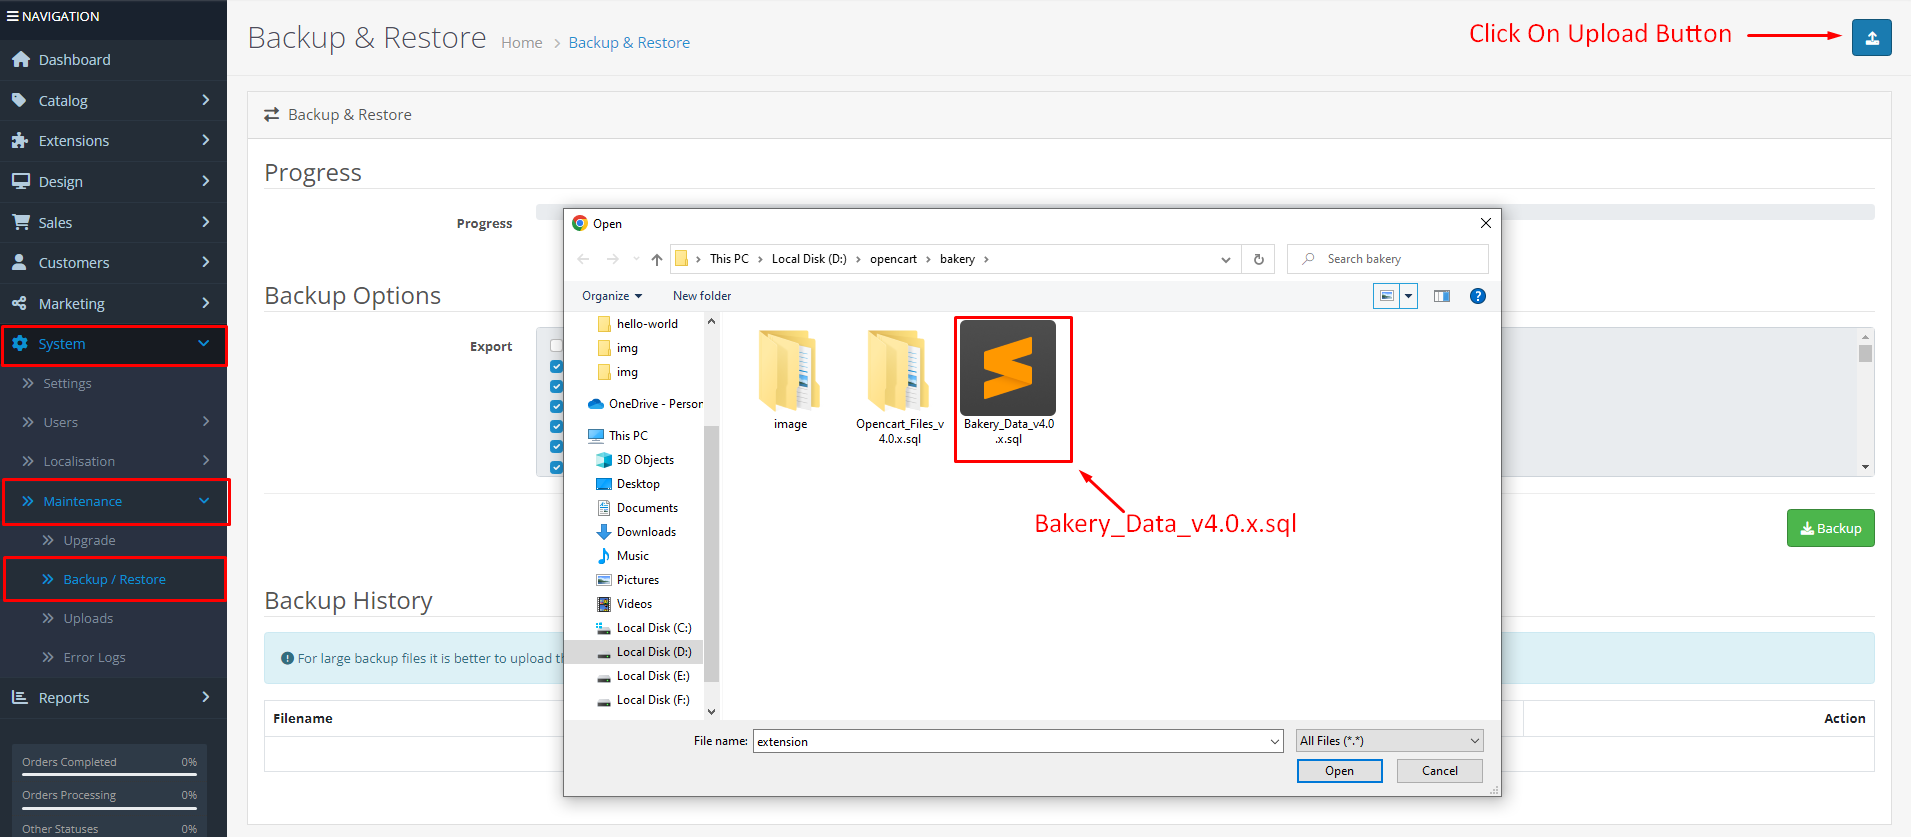 NAVIGATION
Dashboard
Catalog
Extensions
Design
Sales
Customers
Marketing
System
Settings
Users
Localisation
Maintenance
Upgrade
Backup / Restore
Uploads
Error Logs
Reports
Orders Completed 0%
Orders Processing 0%
Other Statuses 0%
Backup & Restore Home > Backup & Restore
Click On Upload Button
Backup & Restore
Progress
Progress
Backup Options
Export
Backup
Backup History
For large backup files it is better to upload
Filename Action
Open
This PC > Local Disk (D:) > opencart > bakery >
Search bakery
Organize New folder
hello-world
img
img
OneDrive - Person
This PC
3D Objects
Desktop
Documents
Downloads
Music
Pictures
Videos
Local Disk (C:)
Local Disk (D:)
Local Disk (E:)
Local Disk (F:)
image
Opencart_Files_v
4.0.x.sql
Bakery_Data_v4.0
.x.sql
Bakery_Data_v4.0.x.sql
File name: extension All Files (*.*)
Open Cancel